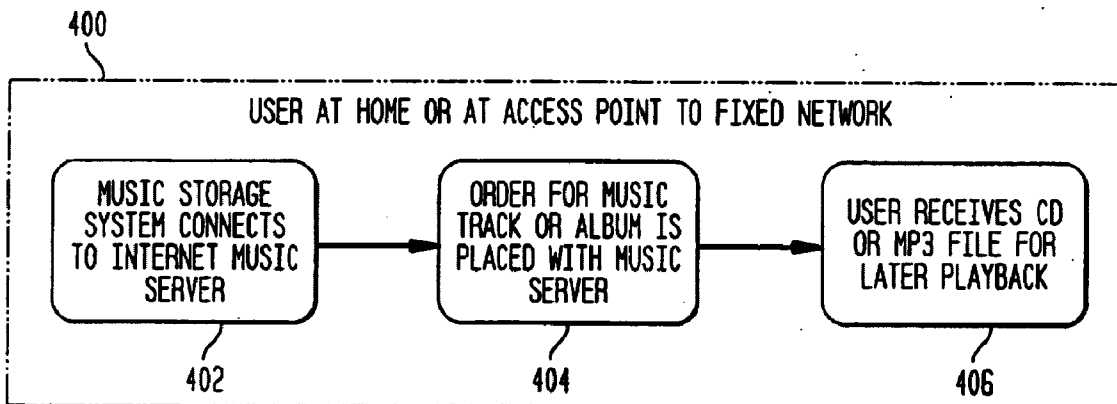 400
USER AT HOME OR AT ACCESS POINT TO FIXED NETWORK
MUSIC STORAGE
SYSTEM CONNECTS
TO INTERNET MUSIC
SERVER
ORDER FOR MUSIC
TRACK OR ALBUM IS
PLACED WITH MUSIC
SERVER
USER RECEIVES CD
OR MP3 FILE FOR
LATER PLAYBACK
402
404
406